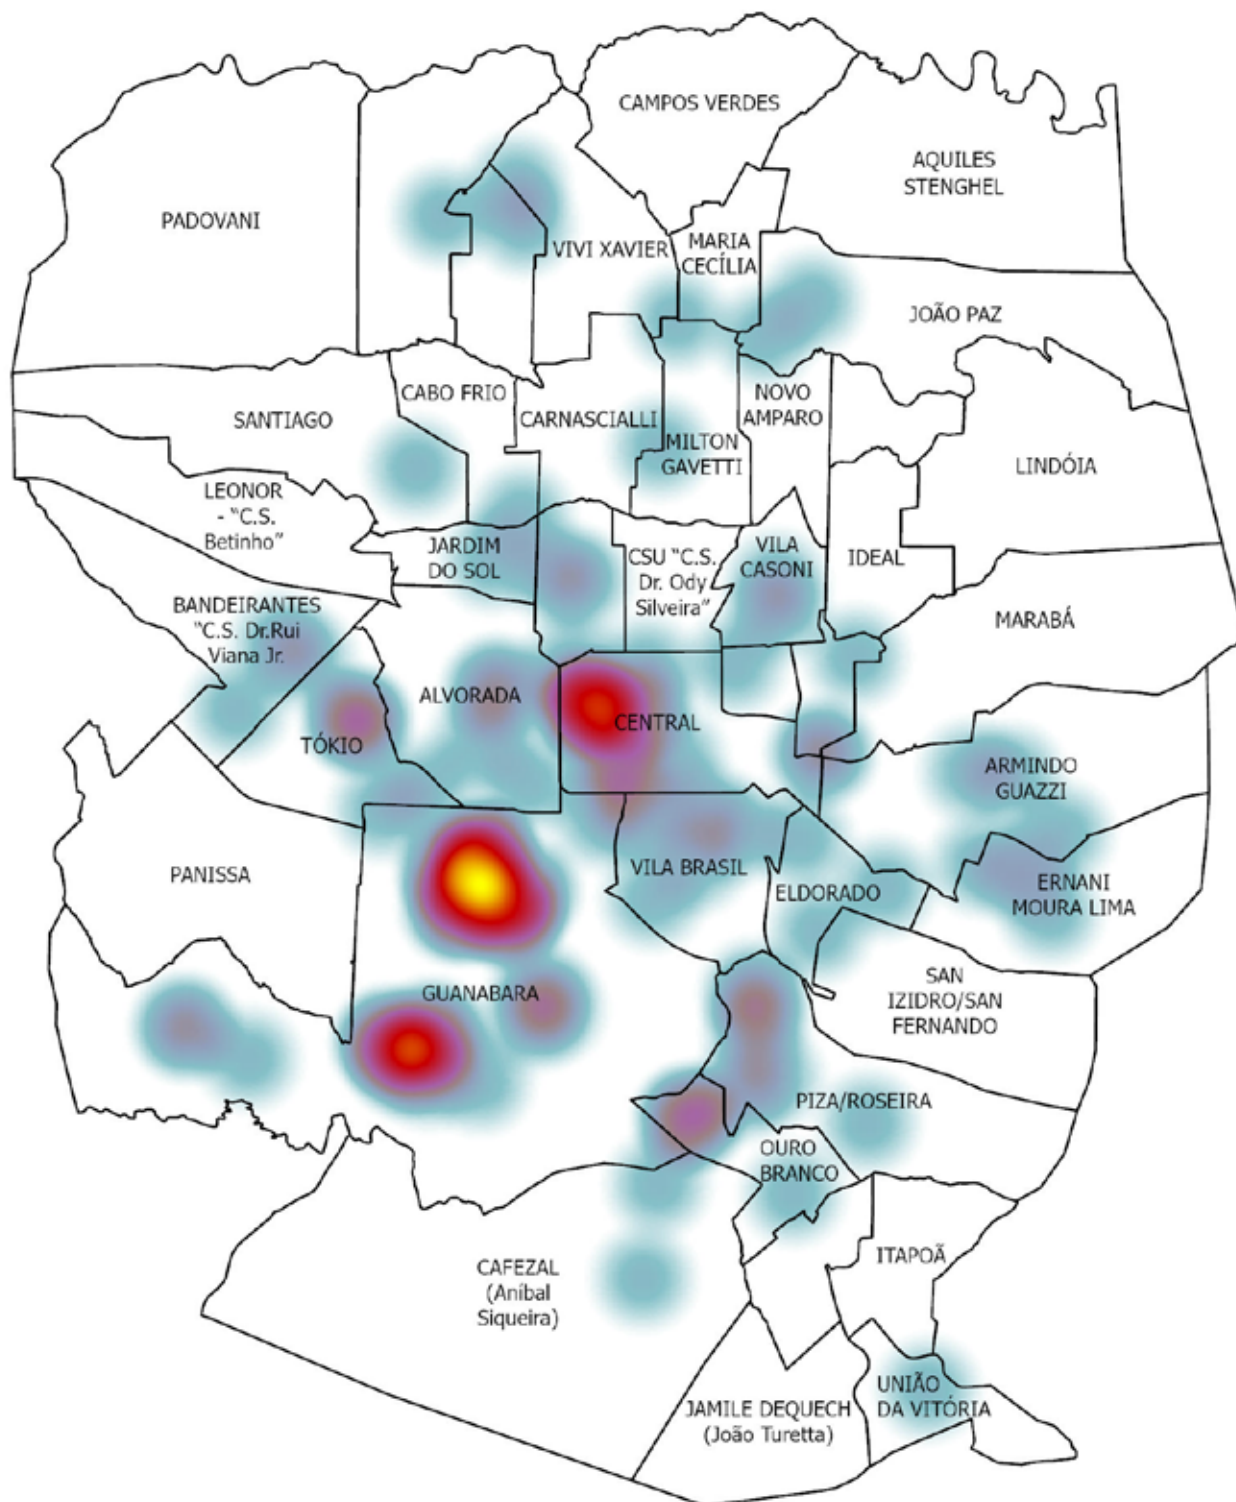 CAMPOS VERDES
AQUILES
STENGHEL
PADOVANI
VIVI XAVIER
MARIA
CECÍLIA
JOÃO PAZ
CABO FRIO
NOVO
AMPARO
SANTIAGO
CARNASCIALLI
MILTON
GAVETTI
LINDÓIA
LEONOR
- "C.S.
Betinho"
JARDIM
DO SOL
CSU "C.S.
Dr. Ody
Silveira"
VILA
CASONI
IDEAL
BANDEIRANTES
"C.S. Dr.Rui
Viana Jr.
MARABÁ
ALVORADA
CENTRAL
TÓKIO
ARMINDO
GUAZZI
PANISSA
VILA BRASIL
ELDORADO
ERNANI
MOURA LIMA
GUANABARA
SAN
IZIDRO/SAN
FERNANDO
PIZA/ROSEIRA
OURO
BRANCO
ITAPOÃ
CAFEZAL
(Aníbal
Siqueira)
UNIÃO
DA VITÓRIA
JAMILE DEQUECH
(João Turetta)